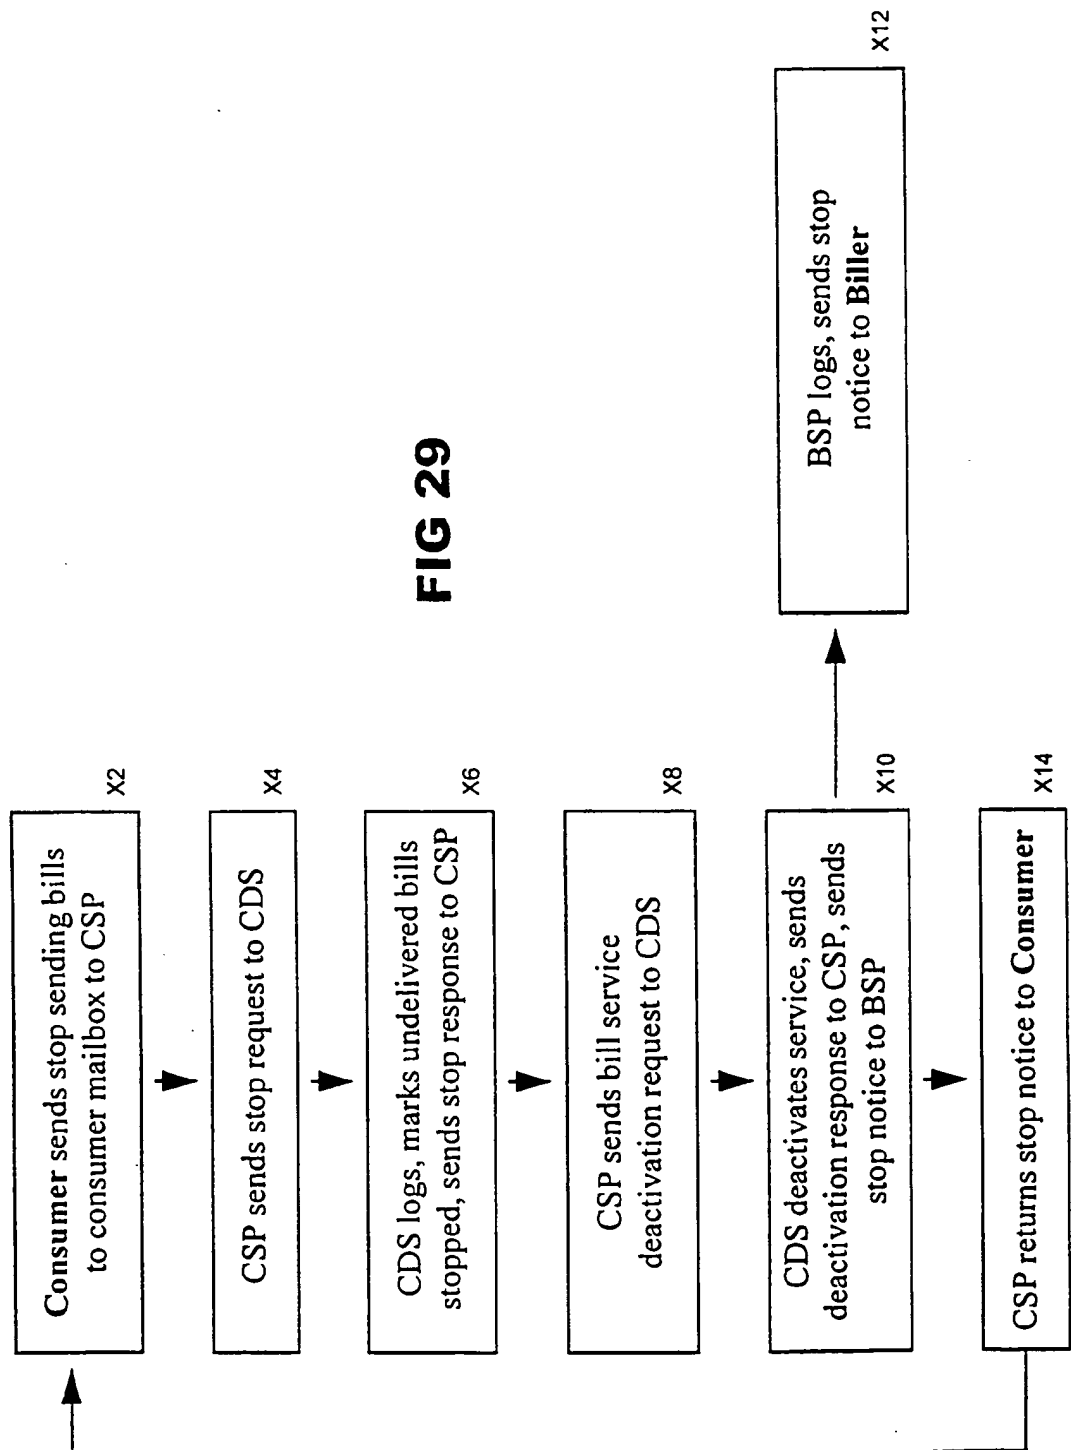 Consumer sends stop sending bills
to consumer mailbox to CSP
X2
CSP sends stop request to CDS
X4
CDS logs, marks undelivered bills
stopped, sends stop response to CSP
X6
CSP sends bill service
deactivation request to CDS
X8
CDS deactivates service, sends
deactivation response to CSP, sends
stop notice to BSP
X10
BSP logs, sends stop
notice to Biller
X12
CSP returns stop notice to Consumer
X14
FIG 29